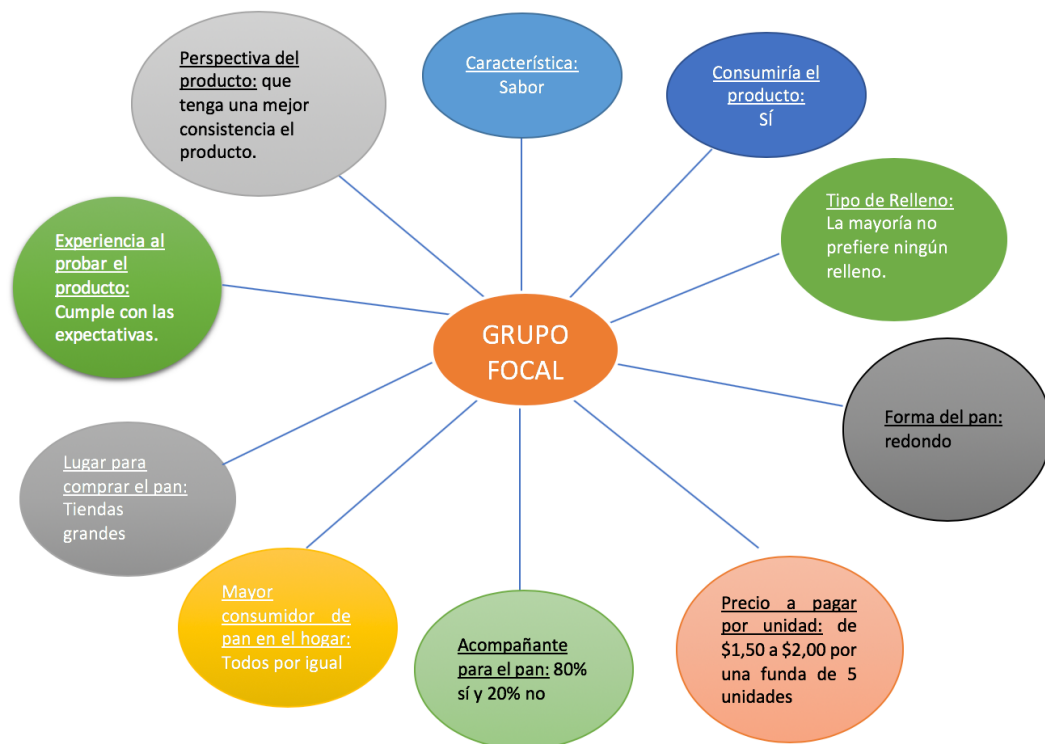 Perspectiva del
producto: que
tenga una mejor
consistencia el
producto.
Característica:
Sabor
Consumiría el
producto:
SÍ
Tipo de Relleno:
La mayoría no
prefiere ningún
relleno.
Experiencia al
probar el
producto:
Cumple con las
expectativas.
GRUPO
FOCAL
Forma del pan:
redondo
Lugar para
comprar el pan:
Tiendas
grandes
Mayor
consumidor de
pan en el hogar:
Todos por igual
Acompañante
para el pan: 80%
sí y 20% no
Precio a pagar
por unidad: de
$1,50 a $2,00 por
una funda de 5
unidades